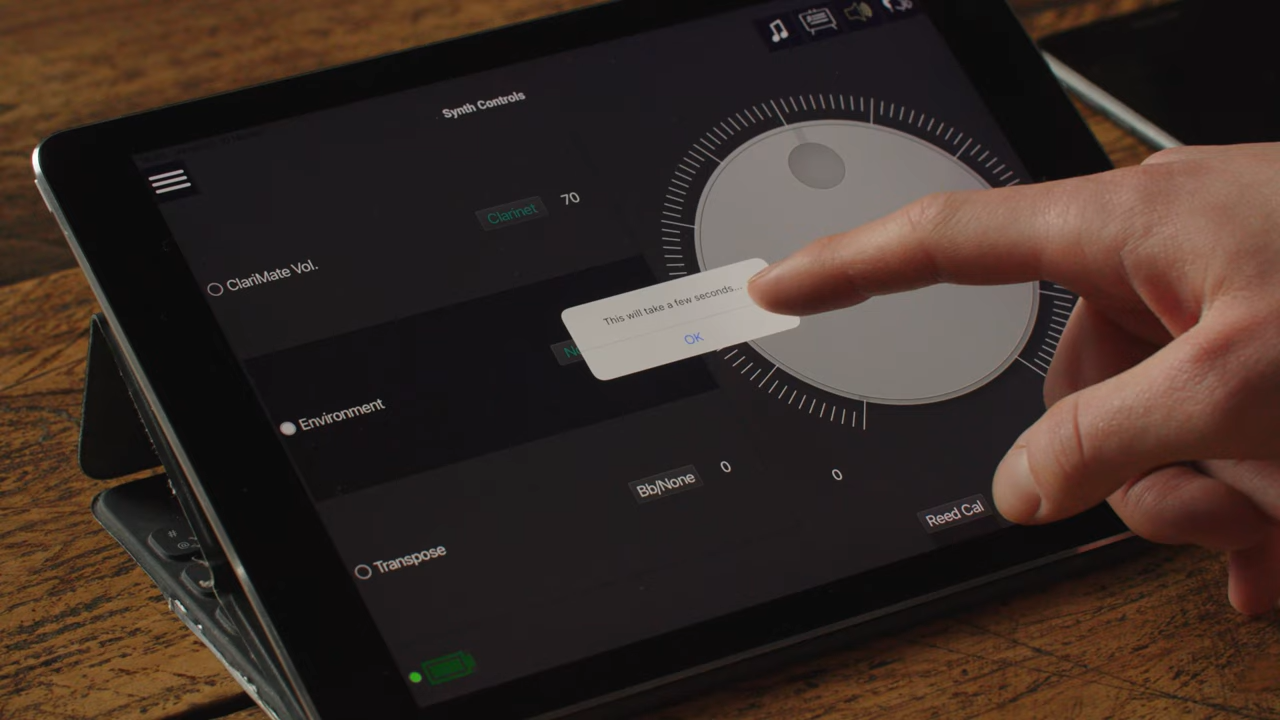 Synth Controls
Clarinet 70
ClariMate Vol.
This will take a few seconds...
OK
Environment
Bb/None 0
0
Reed Cal
Transpose